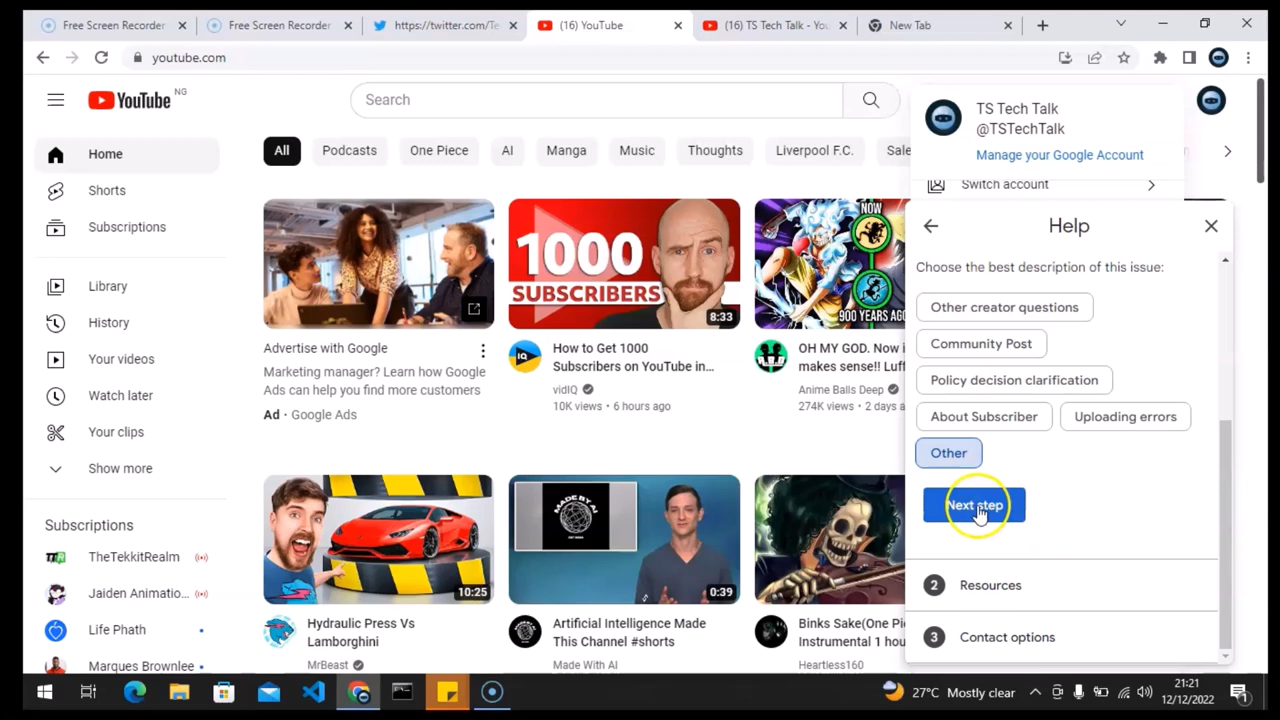 Free Screen Recorder
Free Screen Recorder
https://twitter.com/Te
(16) YouTube
(16) TS Tech Talk - You
New Tab
youtube.com
YouTube NG
Search
TS Tech Talk
@TSTechTalk
Manage your Google Account
Switch account
Home
Shorts
Subscriptions
Library
History
Your videos
Watch later
Your clips
Show more
Subscriptions
TheTekkitRealm
Jaiden Animatio...
Life Phath
Marques Brownlee
All
Podcasts
One Piece
AI
Manga
Music
Thoughts
Liverpool F.C.
Sale
Advertise with Google
Marketing manager? Learn how Google
Ads can help you find more customers
Ad · Google Ads
1000
SUBSCRIBERS
8:33
How to Get 1000
Subscribers on YouTube in...
vidIQ
10K views • 6 hours ago
NOW
900 YEARS AGO
OH MY GOD. Now i
makes sense!! Luff
Anime Balls Deep
274K views • 2 days a
10:25
Hydraulic Press Vs
Lamborghini
MrBeast
MADE BY AI
0:39
Artificial Intelligence Made
This Channel #shorts
Made With AI
Binks Sake(One Pie
Instrumental 1 hou
Heartless160
Help
Choose the best description of this issue:
Other creator questions
Community Post
Policy decision clarification
About Subscriber
Uploading errors
Other
Next step
2 Resources
3 Contact options
27°C Mostly clear
21:21
12/12/2022
1